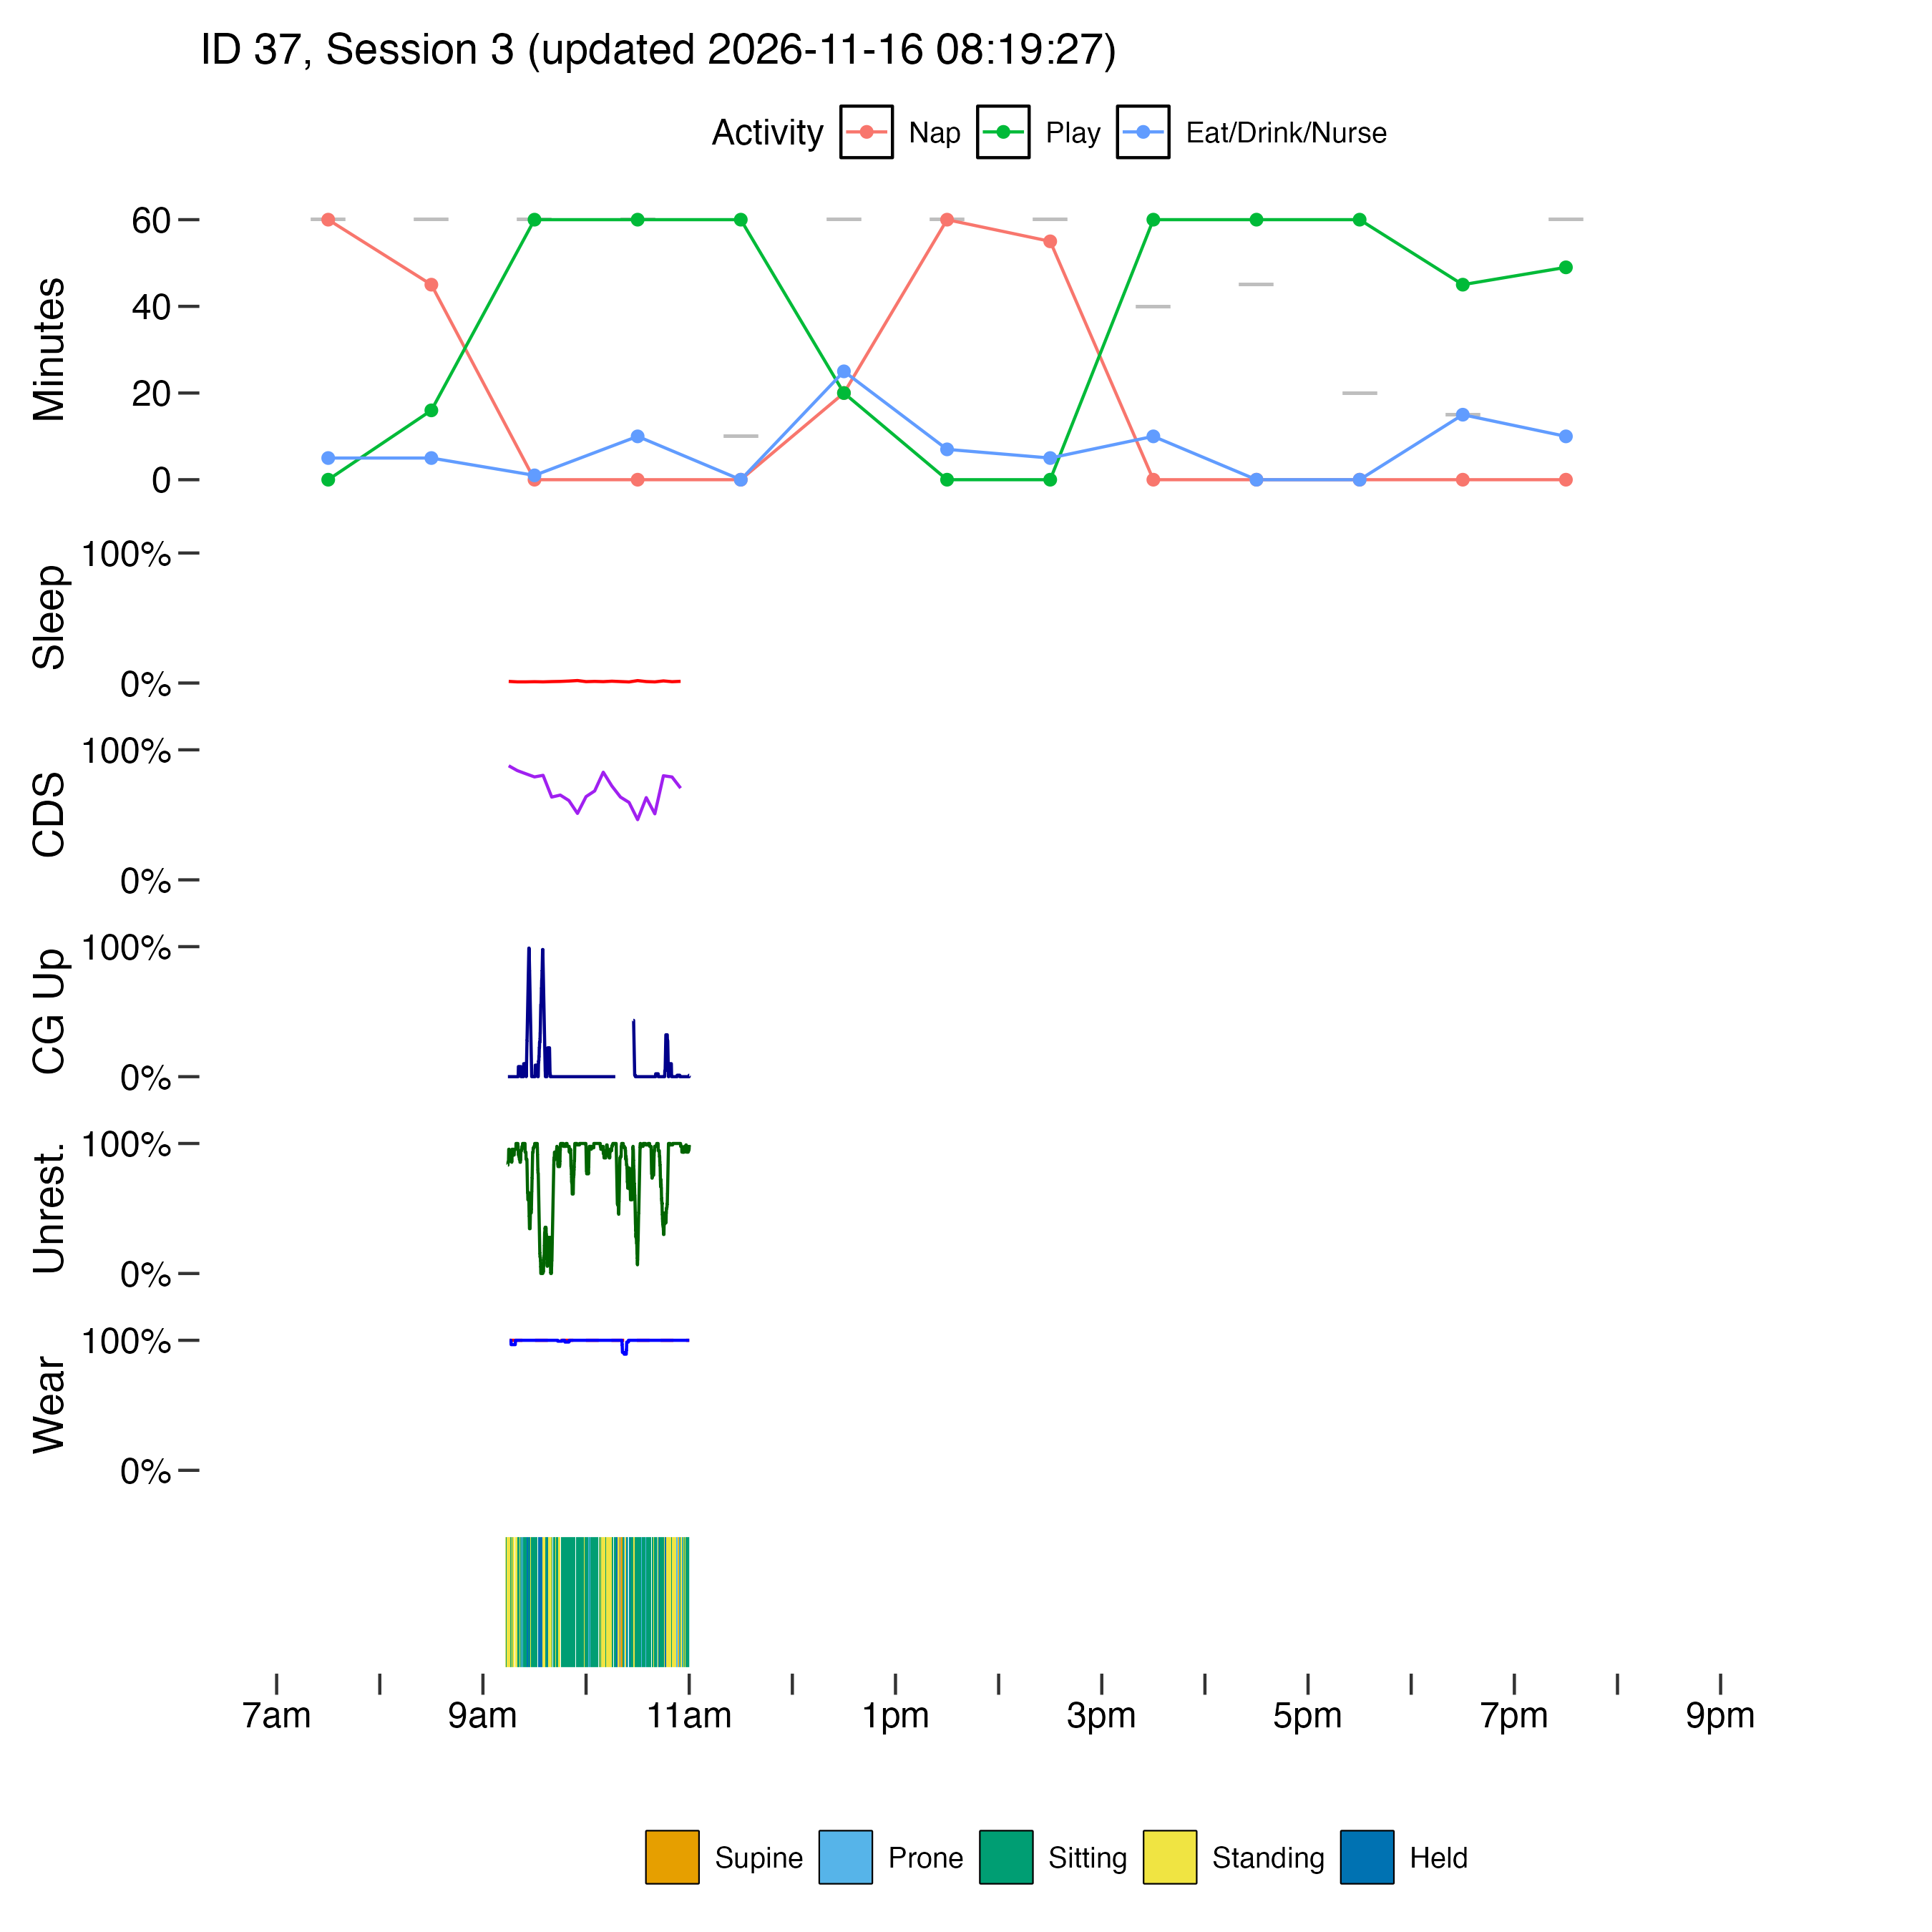 ID 37, Session 3 (updated 2026-11-16 08:19:27)
Activity Nap Play Eat/Drink/Nurse
Minutes
60
40
20
0
Sleep
100%
0%
CDS
100%
0%
CG Up
100%
0%
Unrest.
100%
0%
Wear
100%
0%
7am 9am 11am 1pm 3pm 5pm 7pm 9pm
Supine Prone Sitting Standing Held